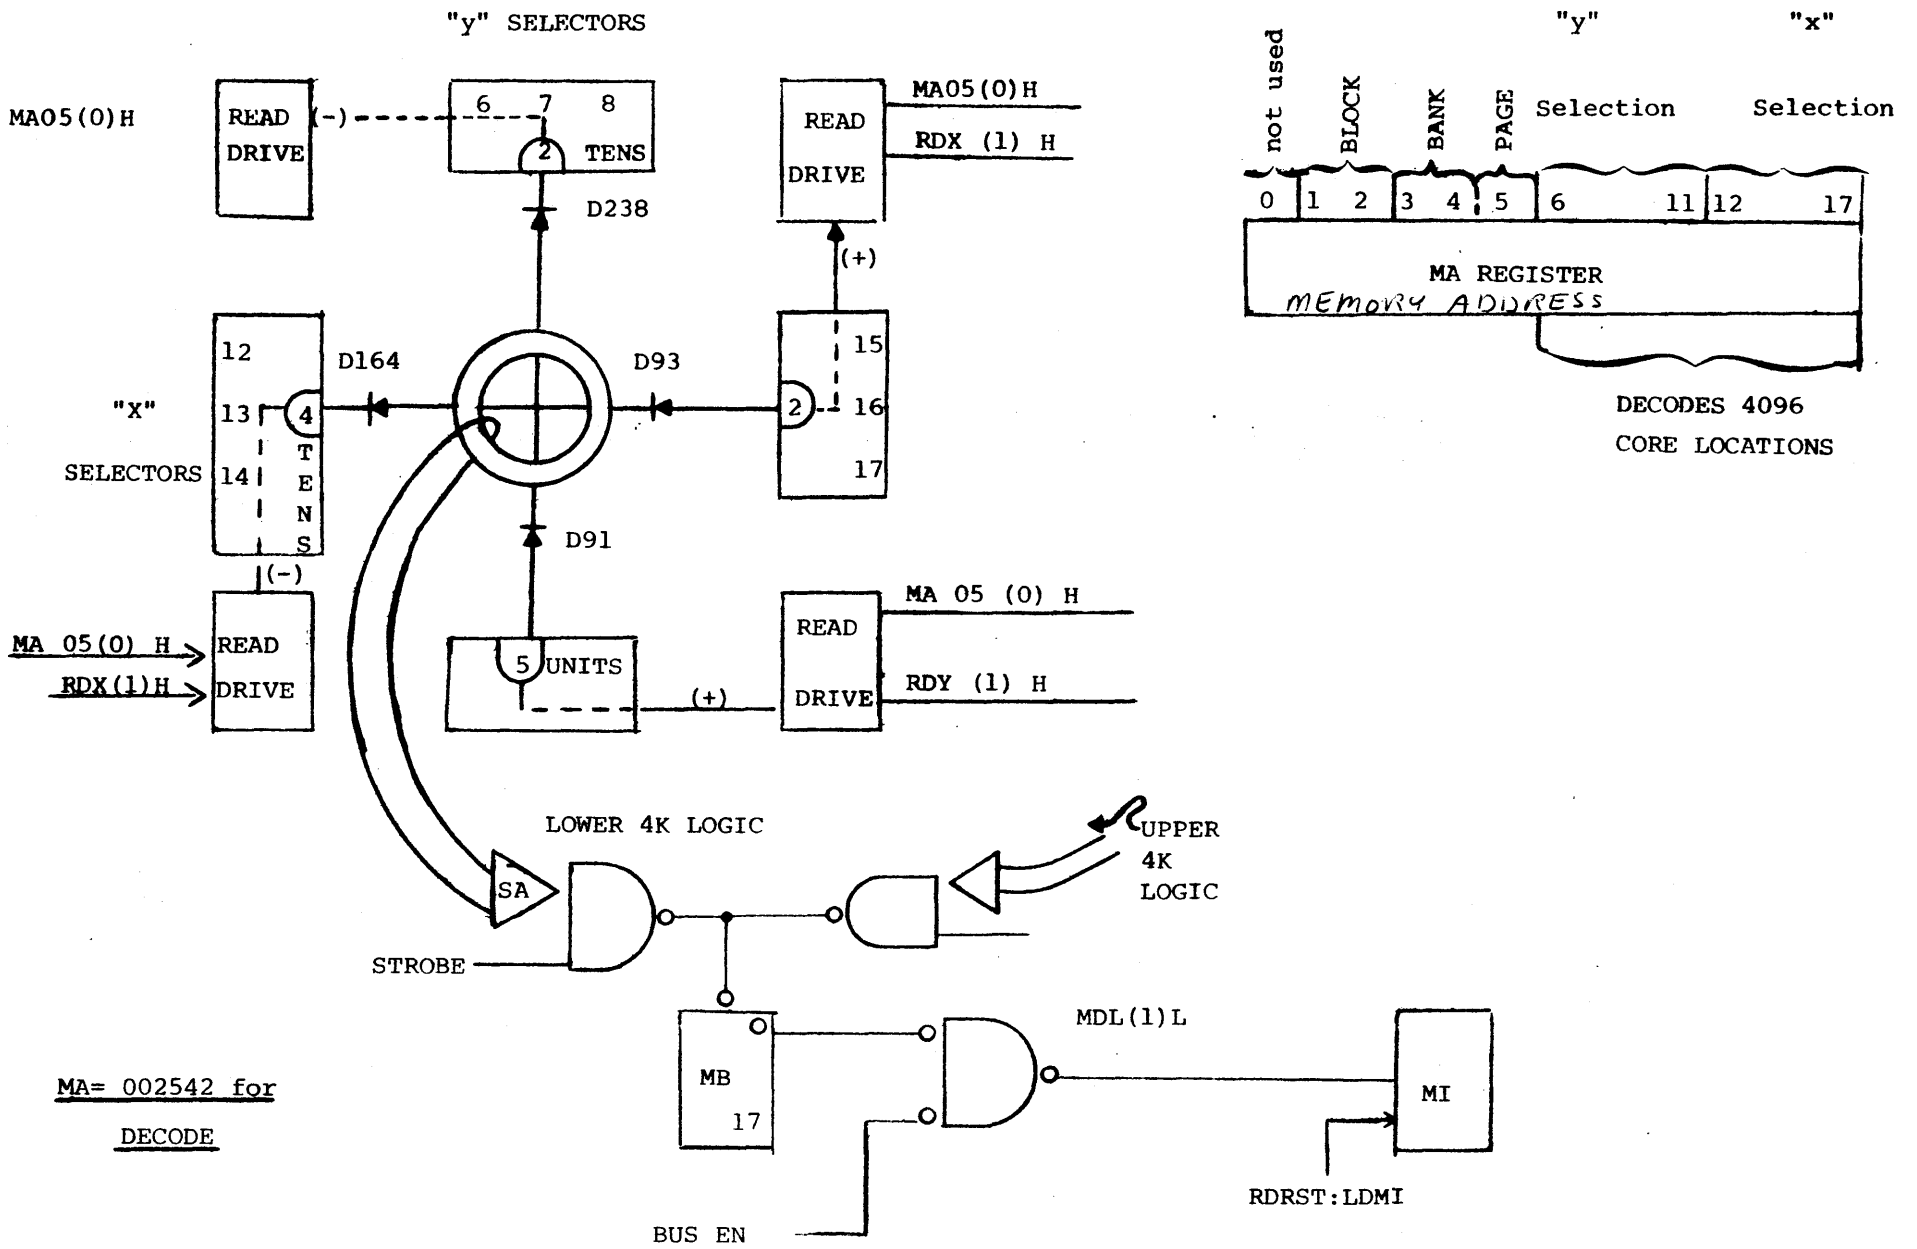 "y" SELECTORS
MA05(0)H
READ (-)
DRIVE
6 7 8
2 TENS
D238
READ
DRIVE
MA05(0)H
RDX (1) H
(+)
"y" "x"
not used
BLOCK
BANK
PAGE
Selection Selection
0 1 2 3 4 5 6 11 12 17
MA REGISTER
MEMORY ADDRESS
DECODES 4096
CORE LOCATIONS
"x"
SELECTORS
12
13
14
4
TENS
D164
D93
2
15
16
17
(-)
D91
MA 05(0) H
RDX(1)H
READ
DRIVE
5 UNITS
(+)
READ
DRIVE
MA 05 (0) H
RDY (1) H
LOWER 4K LOGIC
SA
STROBE
UPPER
4K
LOGIC
MB
17
MDL(1)L
MI
RDRST:LDMI
BUS EN
MA= 002542 for
DECODE